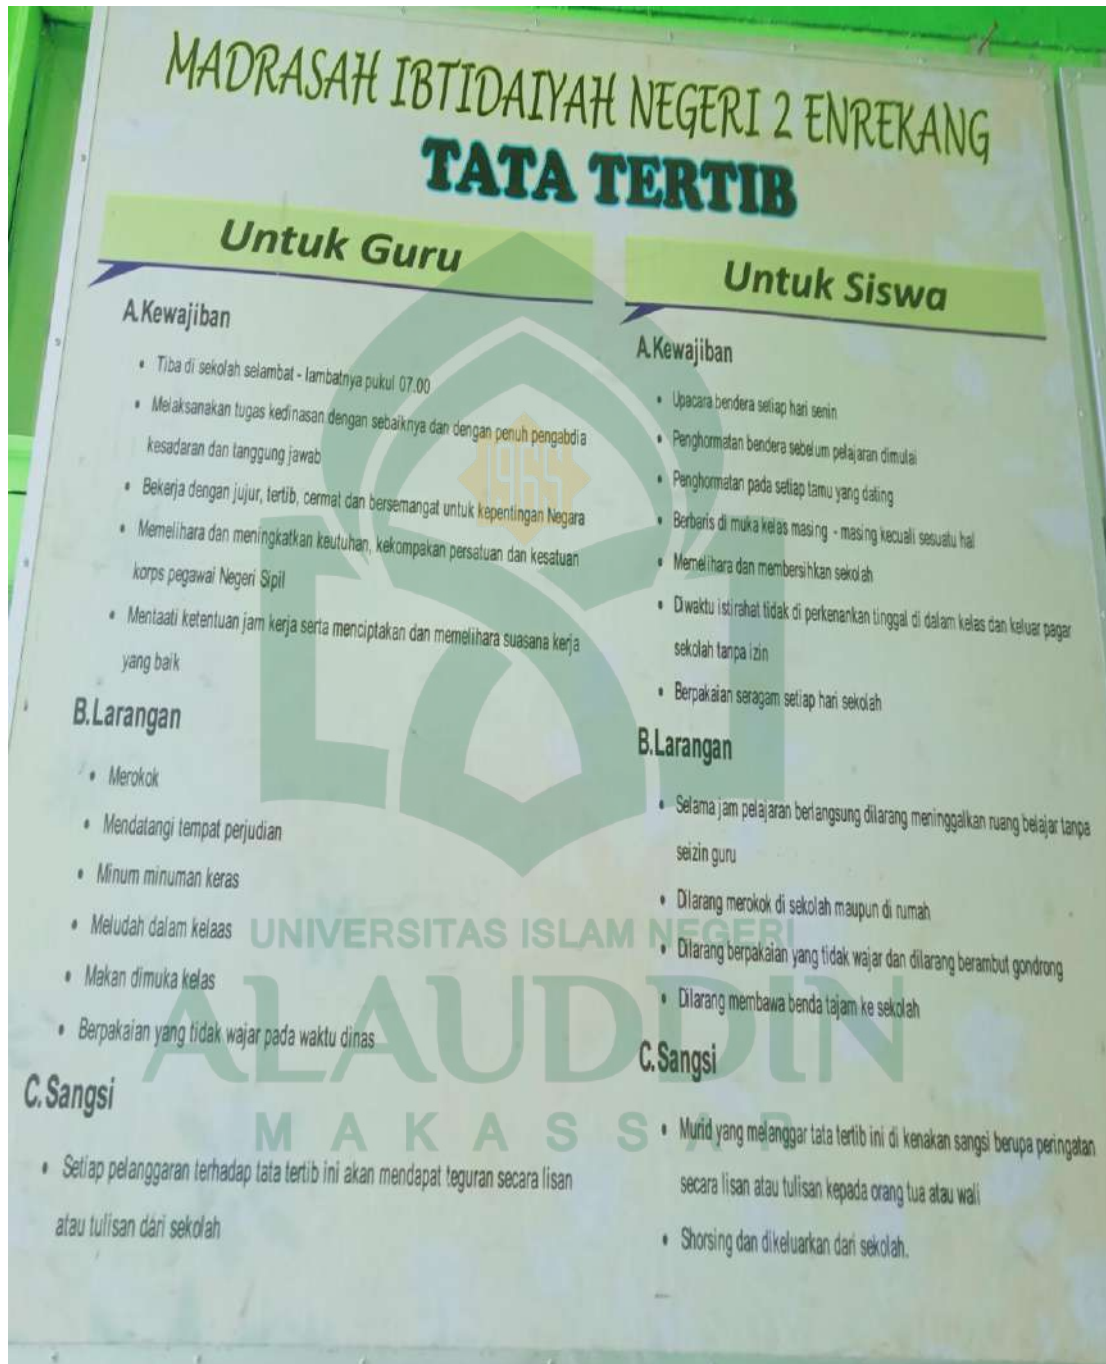 MADRASAH IBTIDAIYAH NEGERI 2 ENREKANG
TATA TERTIB
Untuk Guru
A.Kewajiban
• Tiba di sekolah selambat - lambatnya pukul 07.00
• Melaksanakan tugas kedinasan dengan sebaiknya dan dengan penuh pengabdia
kesadaran dan tanggung jawab
• Bekerja dengan jujur, tertib, cermat dan bersemangat untuk kepentingan Negara
• Memelihara dan meningkatkan keutuhan, kekompakan persatuan dan kesatuan
korps pegawai Negeri Sipil
• Mentaati ketentuan jam kerja serta menciptakan dan memelihara suasana kerja
yang baik
B.Larangan
• Merokok
• Mendatangi tempat perjudian
• Minum minuman keras
• Meludah dalam kelaas
• Makan dimuka kelas
• Berpakaian yang tidak wajar pada waktu dinas
C.Sangsi
• Setiap pelanggaran terhadap tata tertib ini akan mendapat teguran secara lisan
atau tulisan dari sekolah
Untuk Siswa
A.Kewajiban
• Upacara bendera setiap hari senin
• Penghormatan bendera sebelum pelajaran dimulai
• Penghormatan pada setiap tamu yang dating
• Berbaris di muka kelas masing - masing kecuali sesuatu hal
• Memelihara dan membersihkan sekolah
• Diwaktu istirahat tidak di perkenankan tinggal di dalam kelas dan keluar pagar
sekolah tanpa izin
• Berpakaian seragam setiap hari sekolah
B.Larangan
• Selama jam pelajaran berlangsung dilarang meninggalkan ruang belajar tanpa
seizin guru
• Dilarang merokok di sekolah maupun di rumah
• Dilarang berpakaian yang tidak wajar dan dilarang berambut gondrong
• Dilarang membawa benda tajam ke sekolah
C.Sangsi
• Murid yang melanggar tata tertib ini di kenakan sangsi berupa peringatan
secara lisan atau tulisan kepada orang tua atau wali
• Shorsing dan dikeluarkan dari sekolah.
1965
UNIVERSITAS ISLAM NEGERI
ALAUDDIN
MAKASSAR